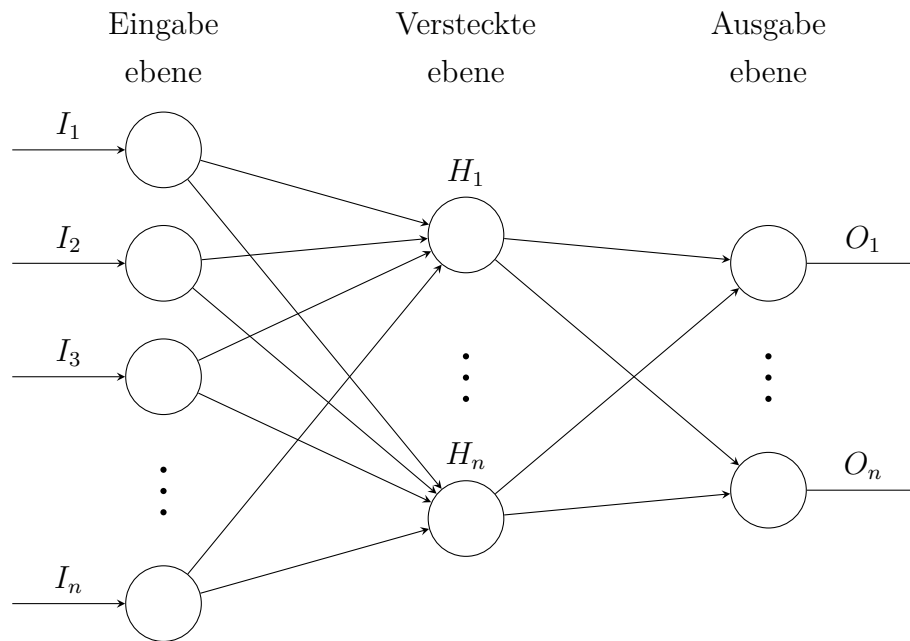 Eingabe
ebene
Versteckte
ebene
Ausgabe
ebene
I₁
I₂
I₃
Iₙ
H₁
Hₙ
O₁
Oₙ